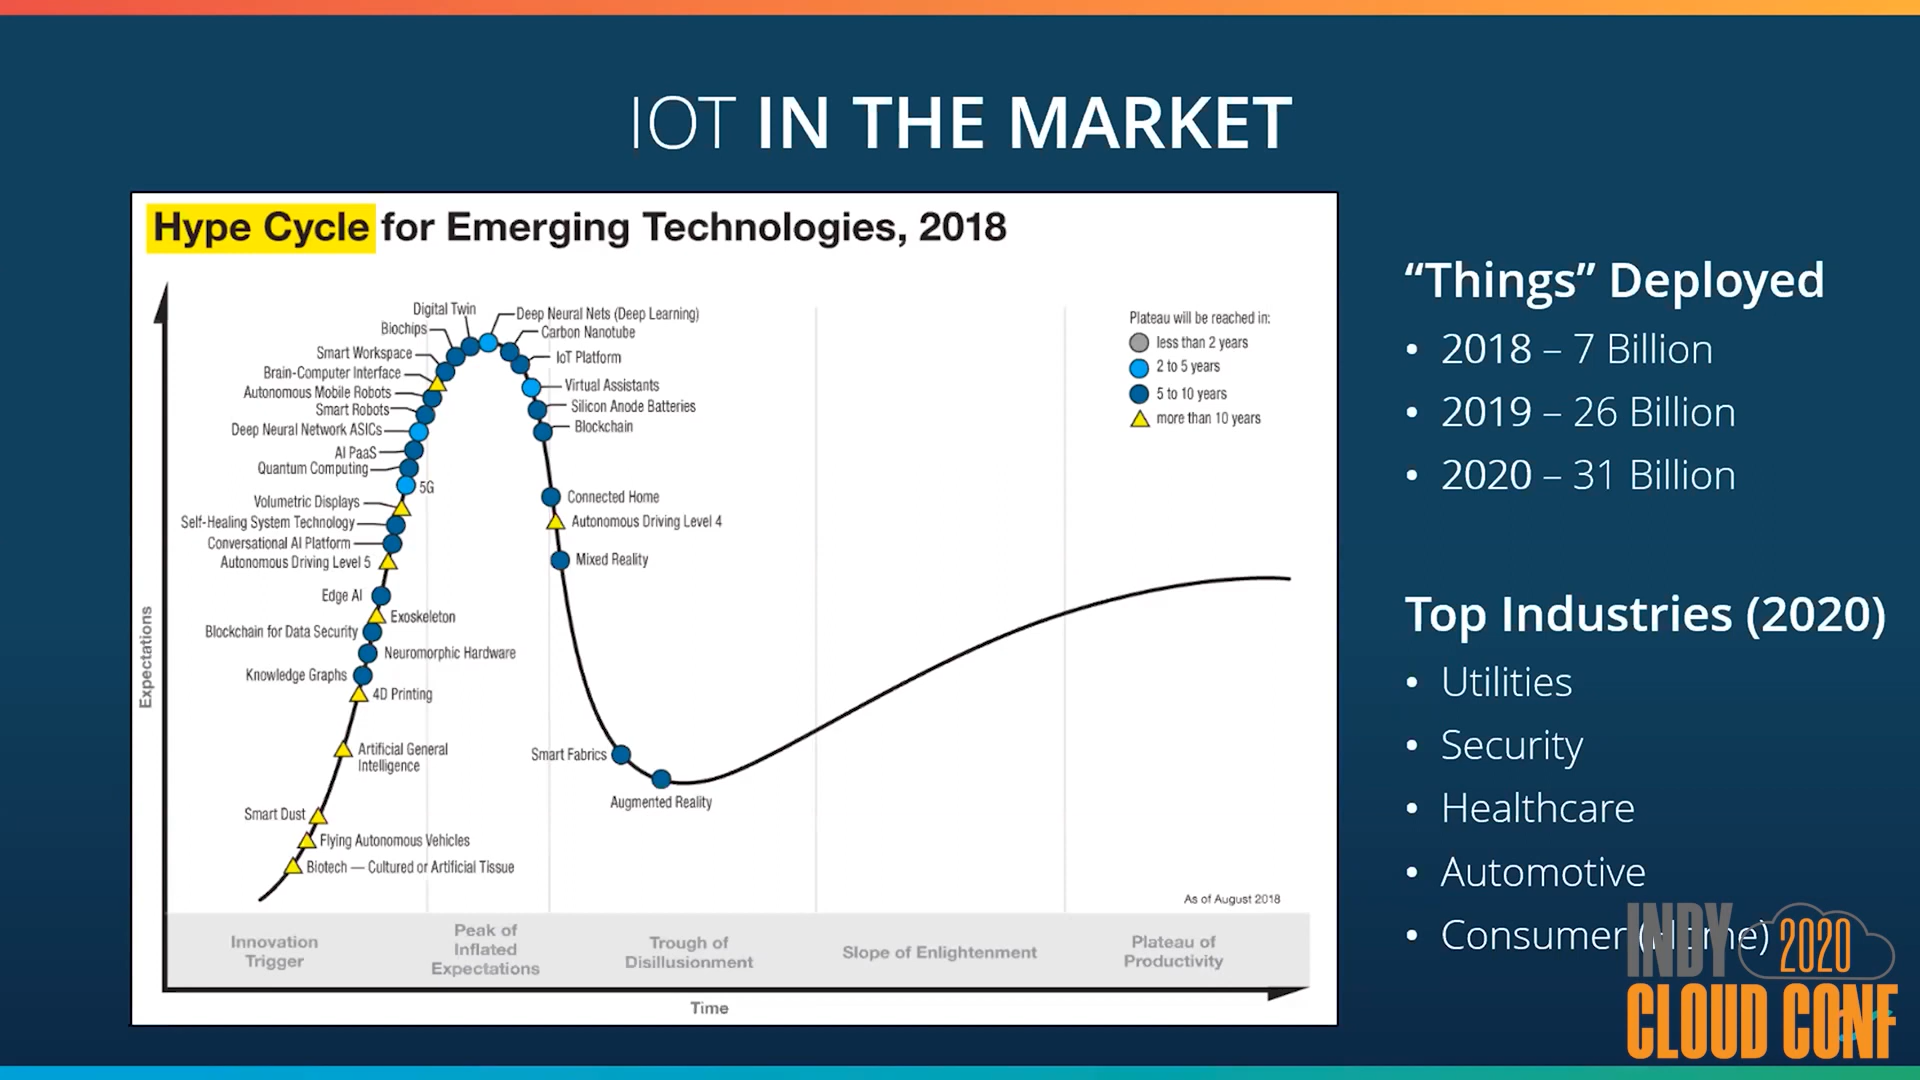 IOT IN THE MARKET
Hype Cycle for Emerging Technologies, 2018
Expectations
Digital Twin
Biochips
Smart Workspace
Brain-Computer Interface
Autonomous Mobile Robots
Smart Robots
Deep Neural Network ASICs
AI PaaS
Quantum Computing
5G
Volumetric Displays
Self-Healing System Technology
Conversational AI Platform
Autonomous Driving Level 5
Edge AI
Exoskeleton
Blockchain for Data Security
Neuromorphic Hardware
Knowledge Graphs
4D Printing
Artificial General
Intelligence
Smart Dust
Flying Autonomous Vehicles
Biotech — Cultured or Artificial Tissue
Deep Neural Nets (Deep Learning)
Carbon Nanotube
IoT Platform
Virtual Assistants
Silicon Anode Batteries
Blockchain
Connected Home
Autonomous Driving Level 4
Mixed Reality
Smart Fabrics
Augmented Reality
Plateau will be reached in:
less than 2 years
2 to 5 years
5 to 10 years
more than 10 years
As of August 2018
Innovation
Trigger
Peak of
Inflated
Expectations
Trough of
Disillusionment
Slope of Enlightenment
Plateau of
Productivity
Time
“Things” Deployed
• 2018 – 7 Billion
• 2019 – 26 Billion
• 2020 – 31 Billion
Top Industries (2020)
• Utilities
• Security
• Healthcare
• Automotive
• Consumer (Home)
INDY 2020
CLOUD CONF